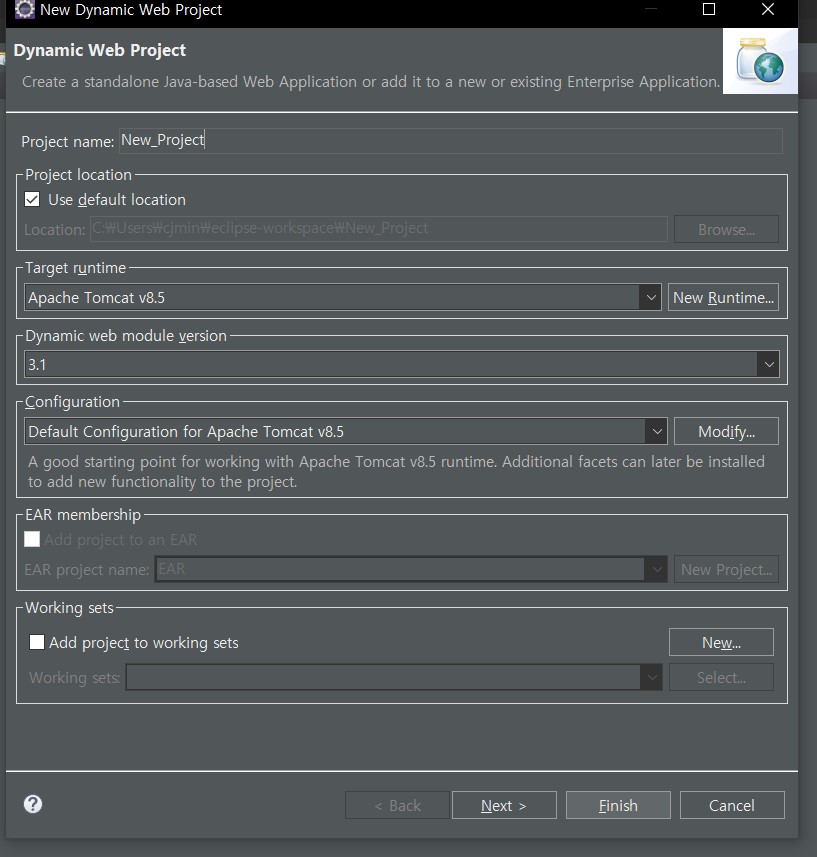 New Dynamic Web Project
Dynamic Web Project
Create a standalone Java-based Web Application or add it to a new or existing Enterprise Application.
Project name: New_Project
Project location
Use default location
Location: C:₩Users₩cjmin₩eclipse-workspace₩New_Project Browse...
Target runtime
Apache Tomcat v8.5 New Runtime...
Dynamic web module version
3.1
Configuration
Default Configuration for Apache Tomcat v8.5 Modify...
A good starting point for working with Apache Tomcat v8.5 runtime. Additional facets can later be installed
to add new functionality to the project.
EAR membership
Add project to an EAR
EAR project name: EAR New Project...
Working sets
Add project to working sets New...
Working sets: Select...
? < Back Next > Finish Cancel